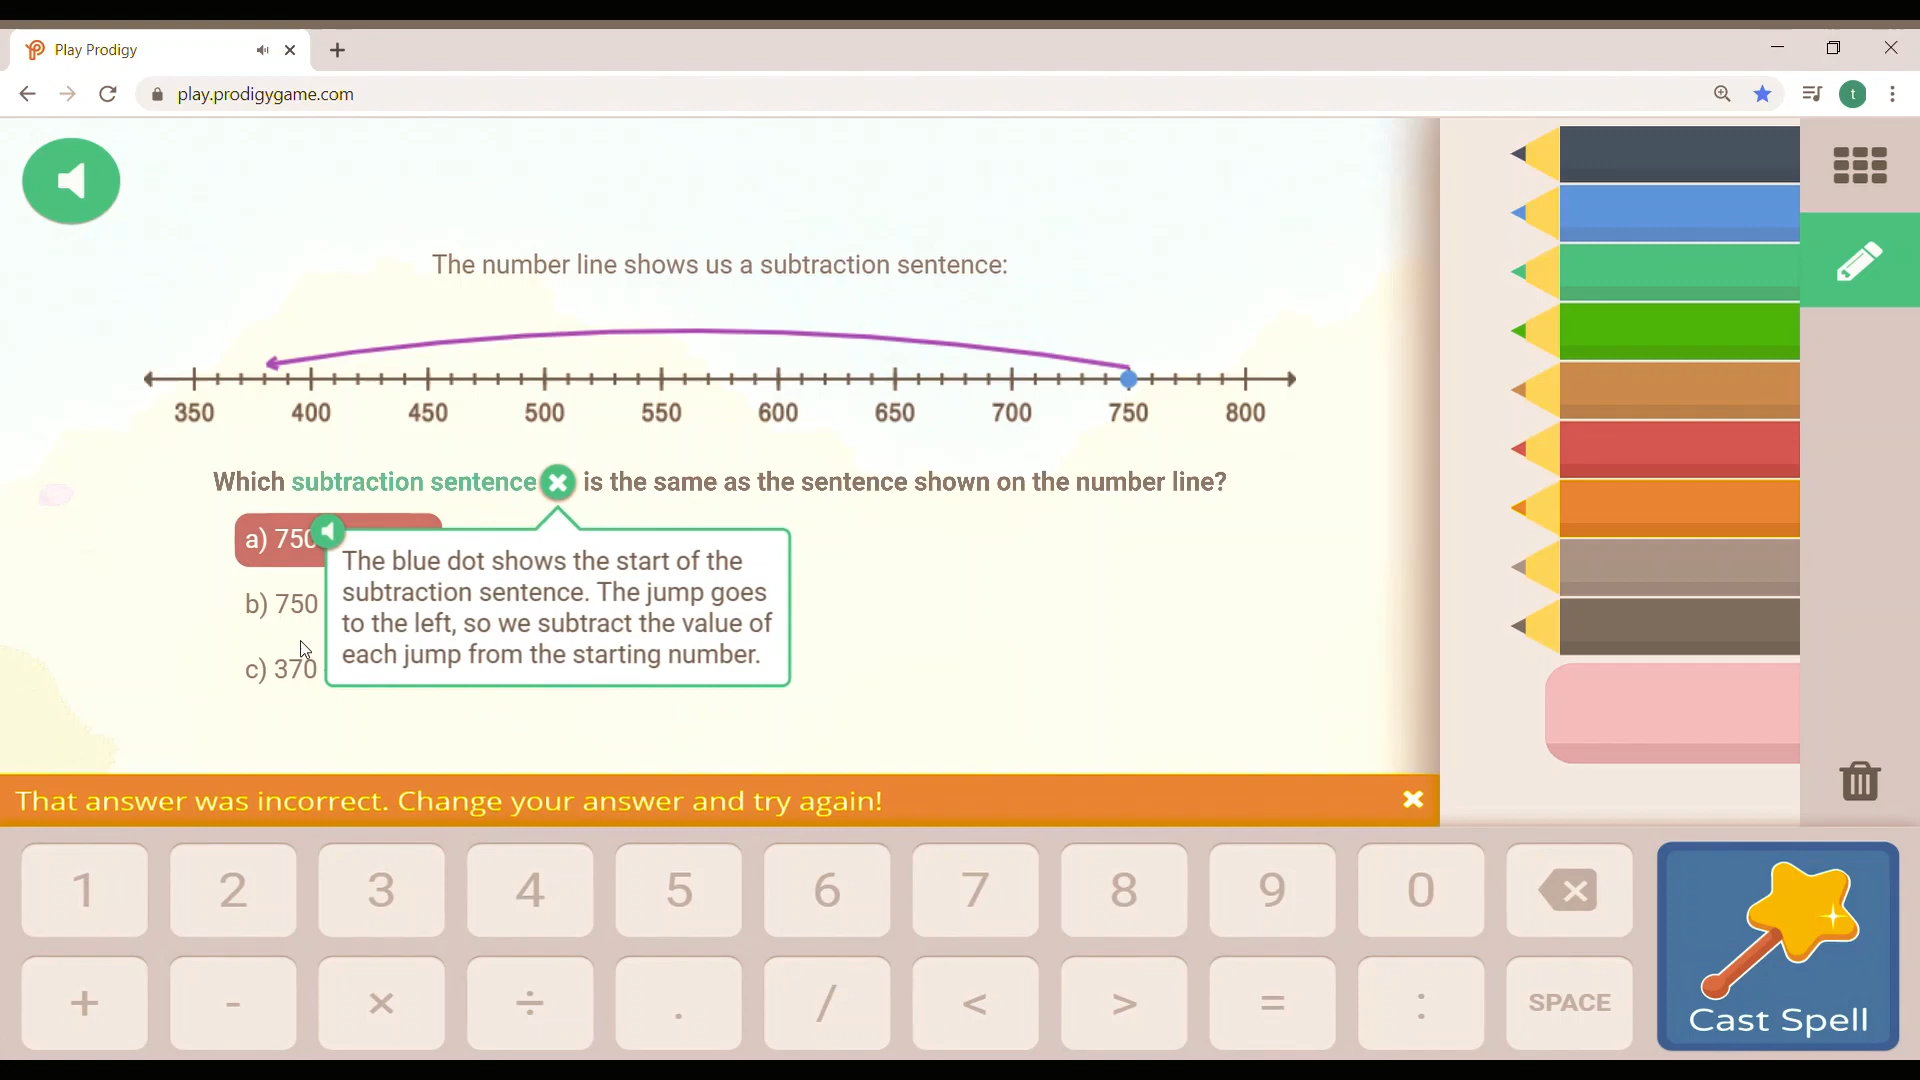 Play Prodigy
play.prodigygame.com
t
The number line shows us a subtraction sentence:
350 400 450 500 550 600 650 700 750 800
Which subtraction sentence is the same as the sentence shown on the number line?
a) 750
The blue dot shows the start of the
subtraction sentence. The jump goes
b) 750
to the left, so we subtract the value of
each jump from the starting number.
c) 370
That answer was incorrect. Change your answer and try again!
1 2 3 4 5 6 7 8 9 0
+ - × ÷ . / < > = : SPACE
Cast Spell